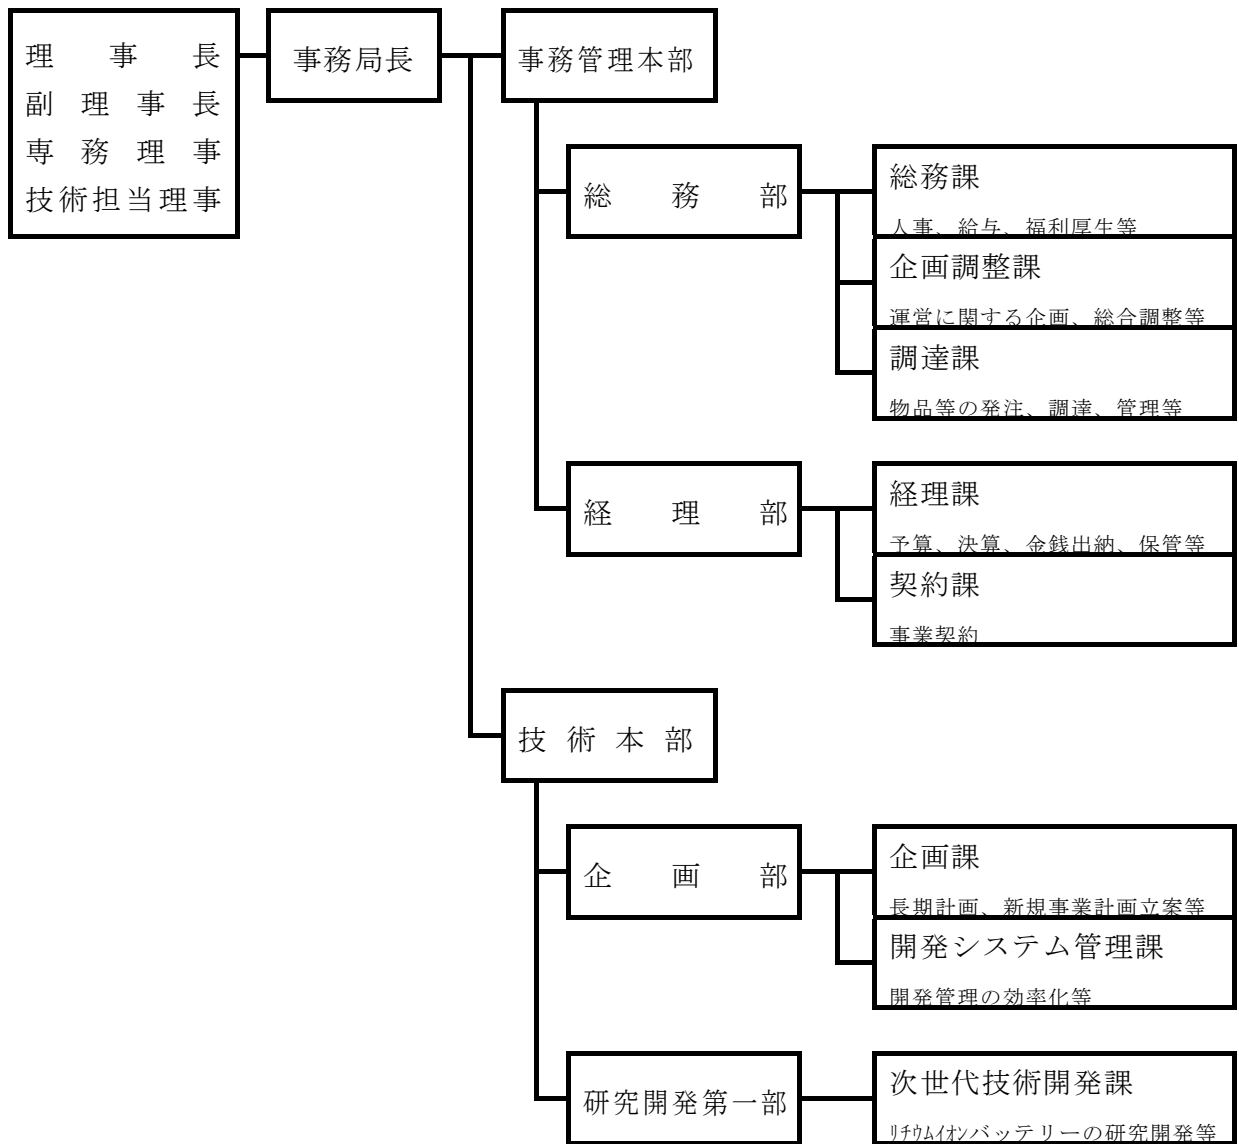 理事長
副理事長
専務理事
技術担当理事
事務局長
事務管理本部
総務部
総務課
人事、給与、福利厚生等
企画調整課
運営に関する企画、総合調整等
調達課
物品等の発注、調達、管理等
経理部
経理課
予算、決算、金銭出納、保管等
契約課
事業契約
技術本部
企画部
企画課
長期計画、新規事業計画立案等
開発システム管理課
開発管理の効率化等
研究開発第一部
次世代技術開発課
ﾘﾁｳﾑｲｵﾝバッテリーの研究開発等